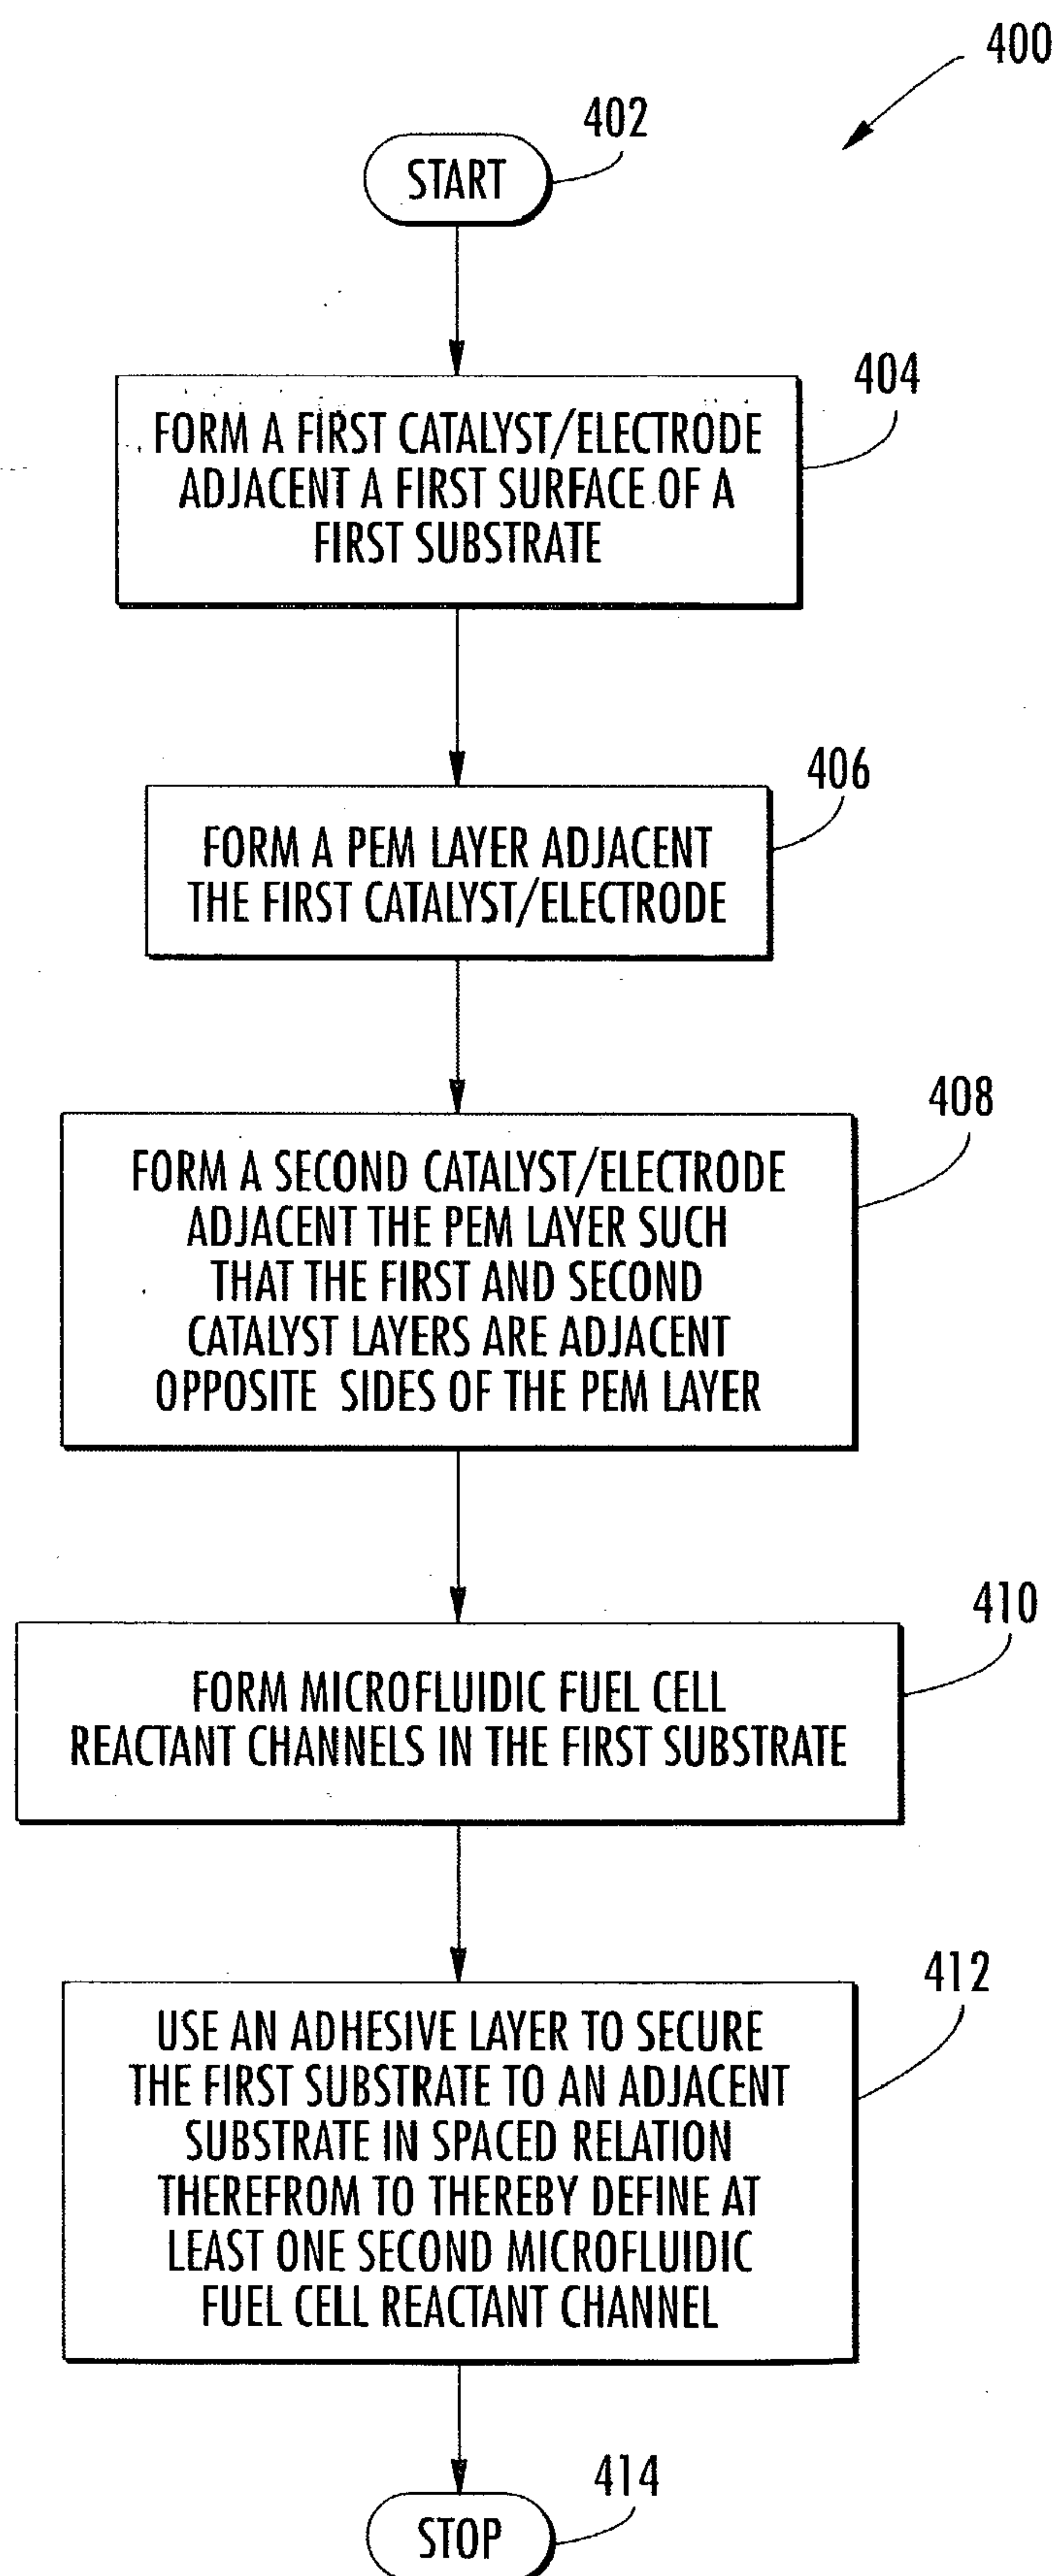 400
402
START
404
FORM A FIRST CATALYST/ELECTRODE
ADJACENT A FIRST SURFACE OF A
FIRST SUBSTRATE
406
FORM A PEM LAYER ADJACENT
THE FIRST CATALYST/ELECTRODE
408
FORM A SECOND CATALYST/ELECTRODE
ADJACENT THE PEM LAYER SUCH
THAT THE FIRST AND SECOND
CATALYST LAYERS ARE ADJACENT
OPPOSITE SIDES OF THE PEM LAYER
410
FORM MICROFLUIDIC FUEL CELL
REACTANT CHANNELS IN THE FIRST SUBSTRATE
412
USE AN ADHESIVE LAYER TO SECURE
THE FIRST SUBSTRATE TO AN ADJACENT
SUBSTRATE IN SPACED RELATION
THEREFROM TO THEREBY DEFINE AT
LEAST ONE SECOND MICROFLUIDIC
FUEL CELL REACTANT CHANNEL
414
STOP